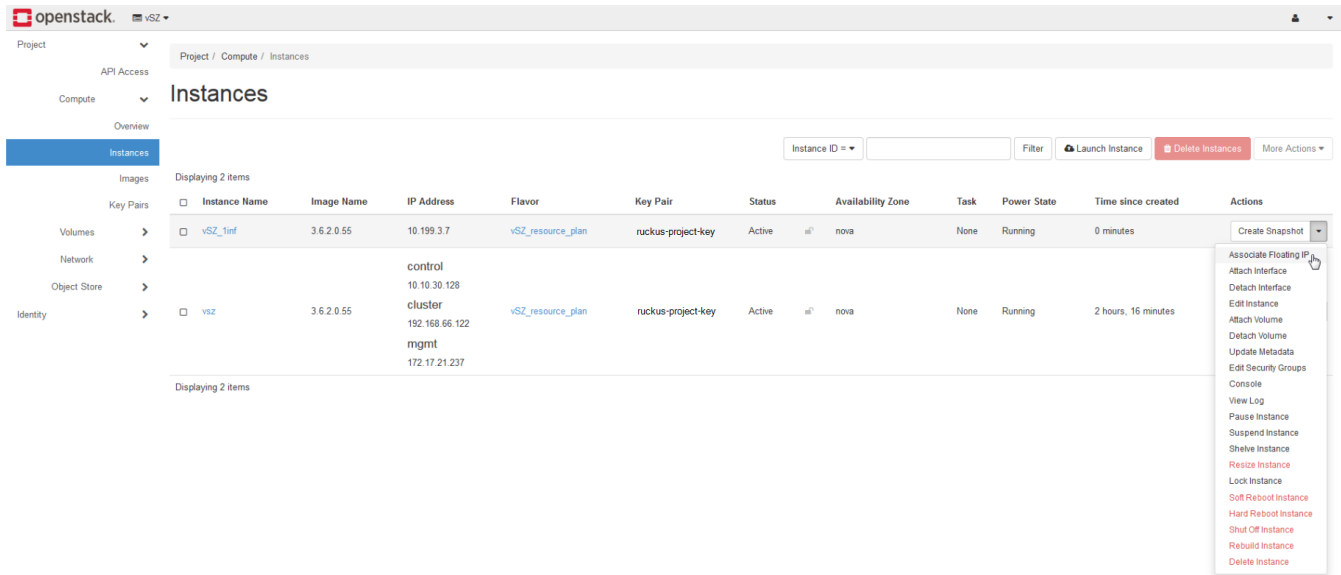 openstack. vSZ
Project
Project / Compute / Instances
API Access
Compute
Instances
Overview
Instances
Instance ID = Filter Launch Instance Delete Instances More Actions
Images
Displaying 2 items
Key Pairs
Instance Name Image Name IP Address Flavor Key Pair Status Availability Zone Task Power State Time since created Actions
Volumes
vSZ_1inf 3.6.2.0.55 10.199.3.7 vSZ_resource_plan ruckus-project-key Active nova None Running 0 minutes Create Snapshot
Network
Object Store
Identity
vsz 3.6.2.0.55 control
10.10.30.128
cluster
192.168.66.122
mgmt
172.17.21.237
vSZ_resource_plan ruckus-project-key Active nova None Running 2 hours, 16 minutes
Displaying 2 items
Associate Floating IP
Attach Interface
Detach Interface
Edit Instance
Attach Volume
Detach Volume
Update Metadata
Edit Security Groups
Console
View Log
Pause Instance
Suspend Instance
Shelve Instance
Resize Instance
Lock Instance
Soft Reboot Instance
Hard Reboot Instance
Shut Off Instance
Rebuild Instance
Delete Instance